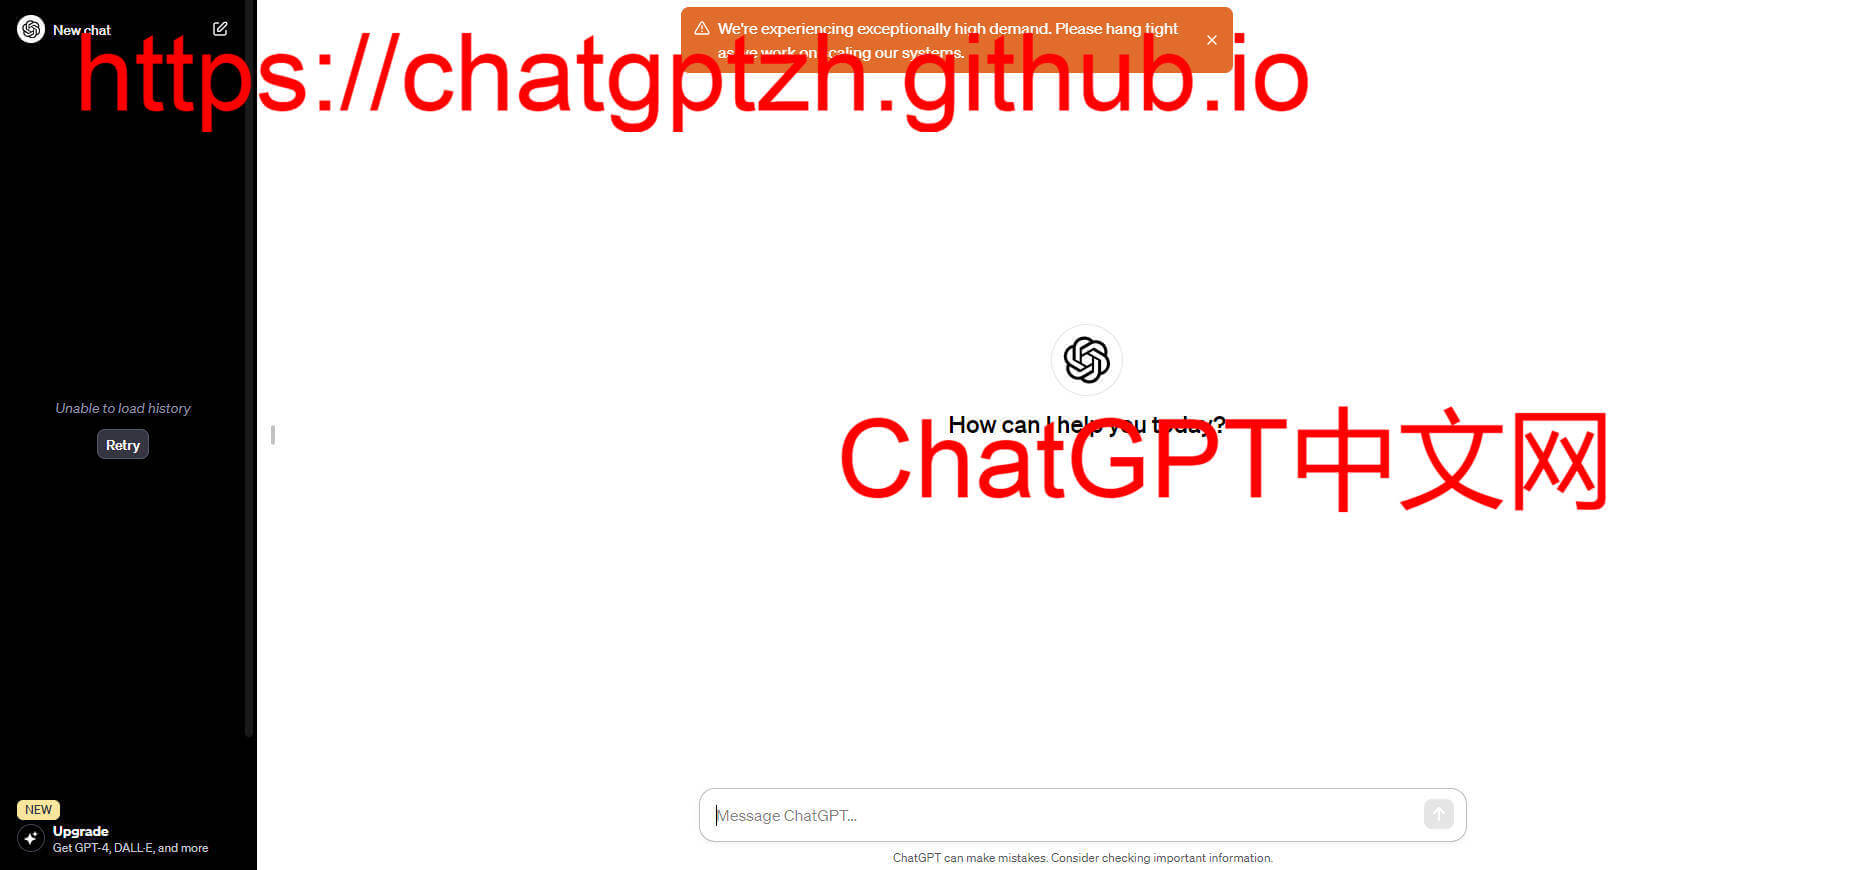 New chat
We're experiencing exceptionally high demand. Please hang tight
as we work on scaling our systems.
https://chatgptzh.github.io
Unable to load history
Retry
How can I help you today?
ChatGPT中文网
NEW
Upgrade
Get GPT-4, DALL·E, and more
Message ChatGPT...
ChatGPT can make mistakes. Consider checking important information.